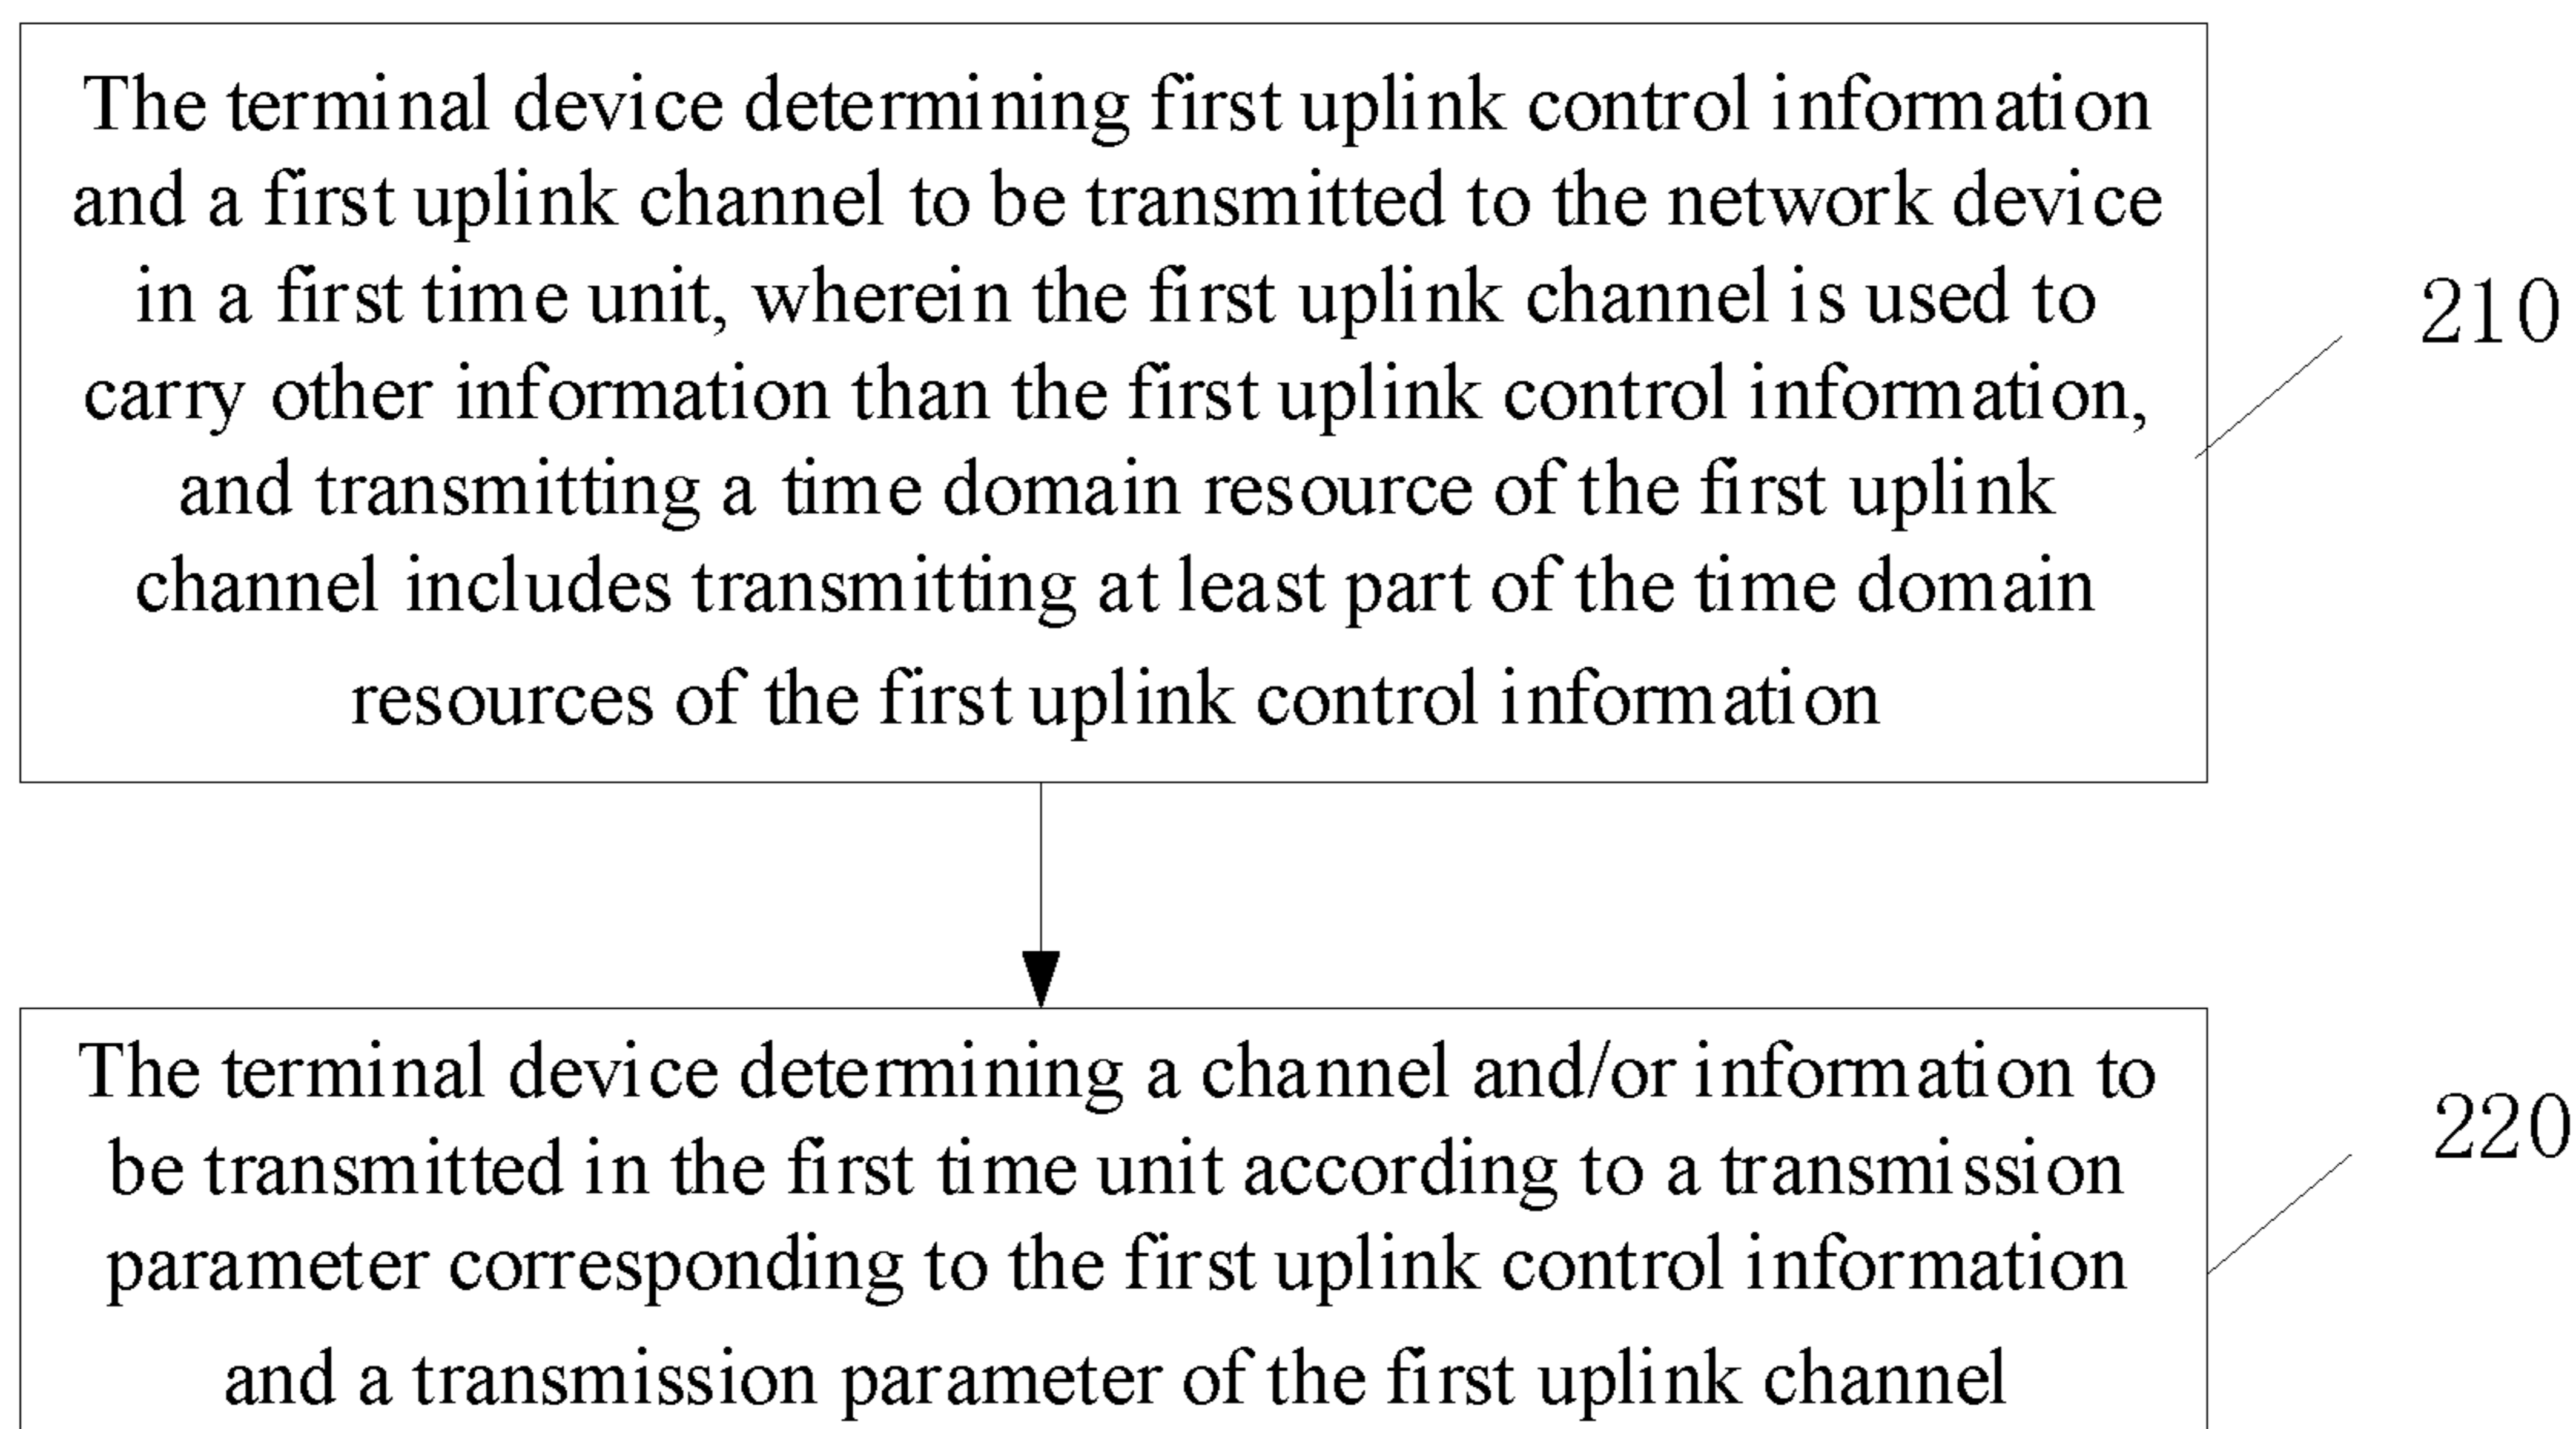 The terminal device determining first uplink control information
and a first uplink channel to be transmitted to the network device
in a first time unit, wherein the first uplink channel is used to
carry other information than the first uplink control information,
and transmitting a time domain resource of the first uplink
channel includes transmitting at least part of the time domain
resources of the first uplink control information
210
The terminal device determining a channel and/or information to
be transmitted in the first time unit according to a transmission
parameter corresponding to the first uplink control information
and a transmission parameter of the first uplink channel
220